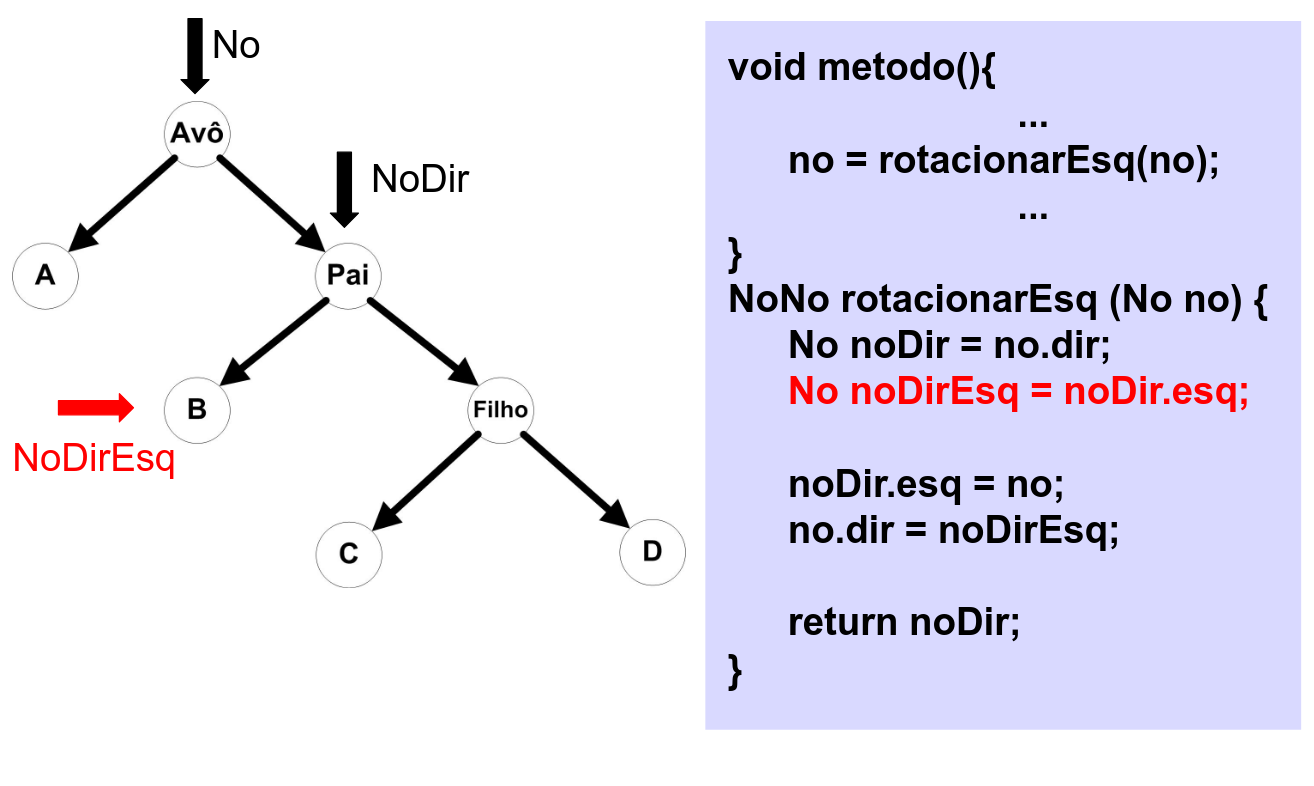 No
Avô
NoDir
A
Pai
B
Filho
NoDirEsq
C
D
void metodo(){
...
no = rotacionarEsq(no);
...
}
NoNo rotacionarEsq (No no) {
No noDir = no.dir;
No noDirEsq = noDir.esq;
noDir.esq = no;
no.dir = noDirEsq;
return noDir;
}